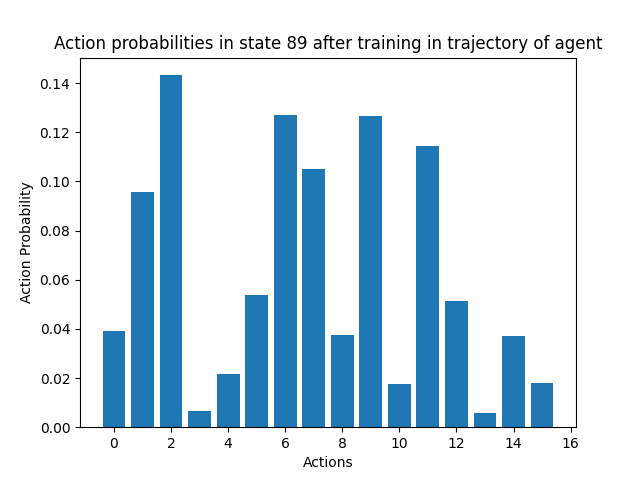 Action probabilities in state 89 after training in trajectory of agent
0.14
0.12
0.10
0.08
0.06
0.04
0.02
0.00
Action Probability
0 2 4 6 8 10 12 14 16
Actions